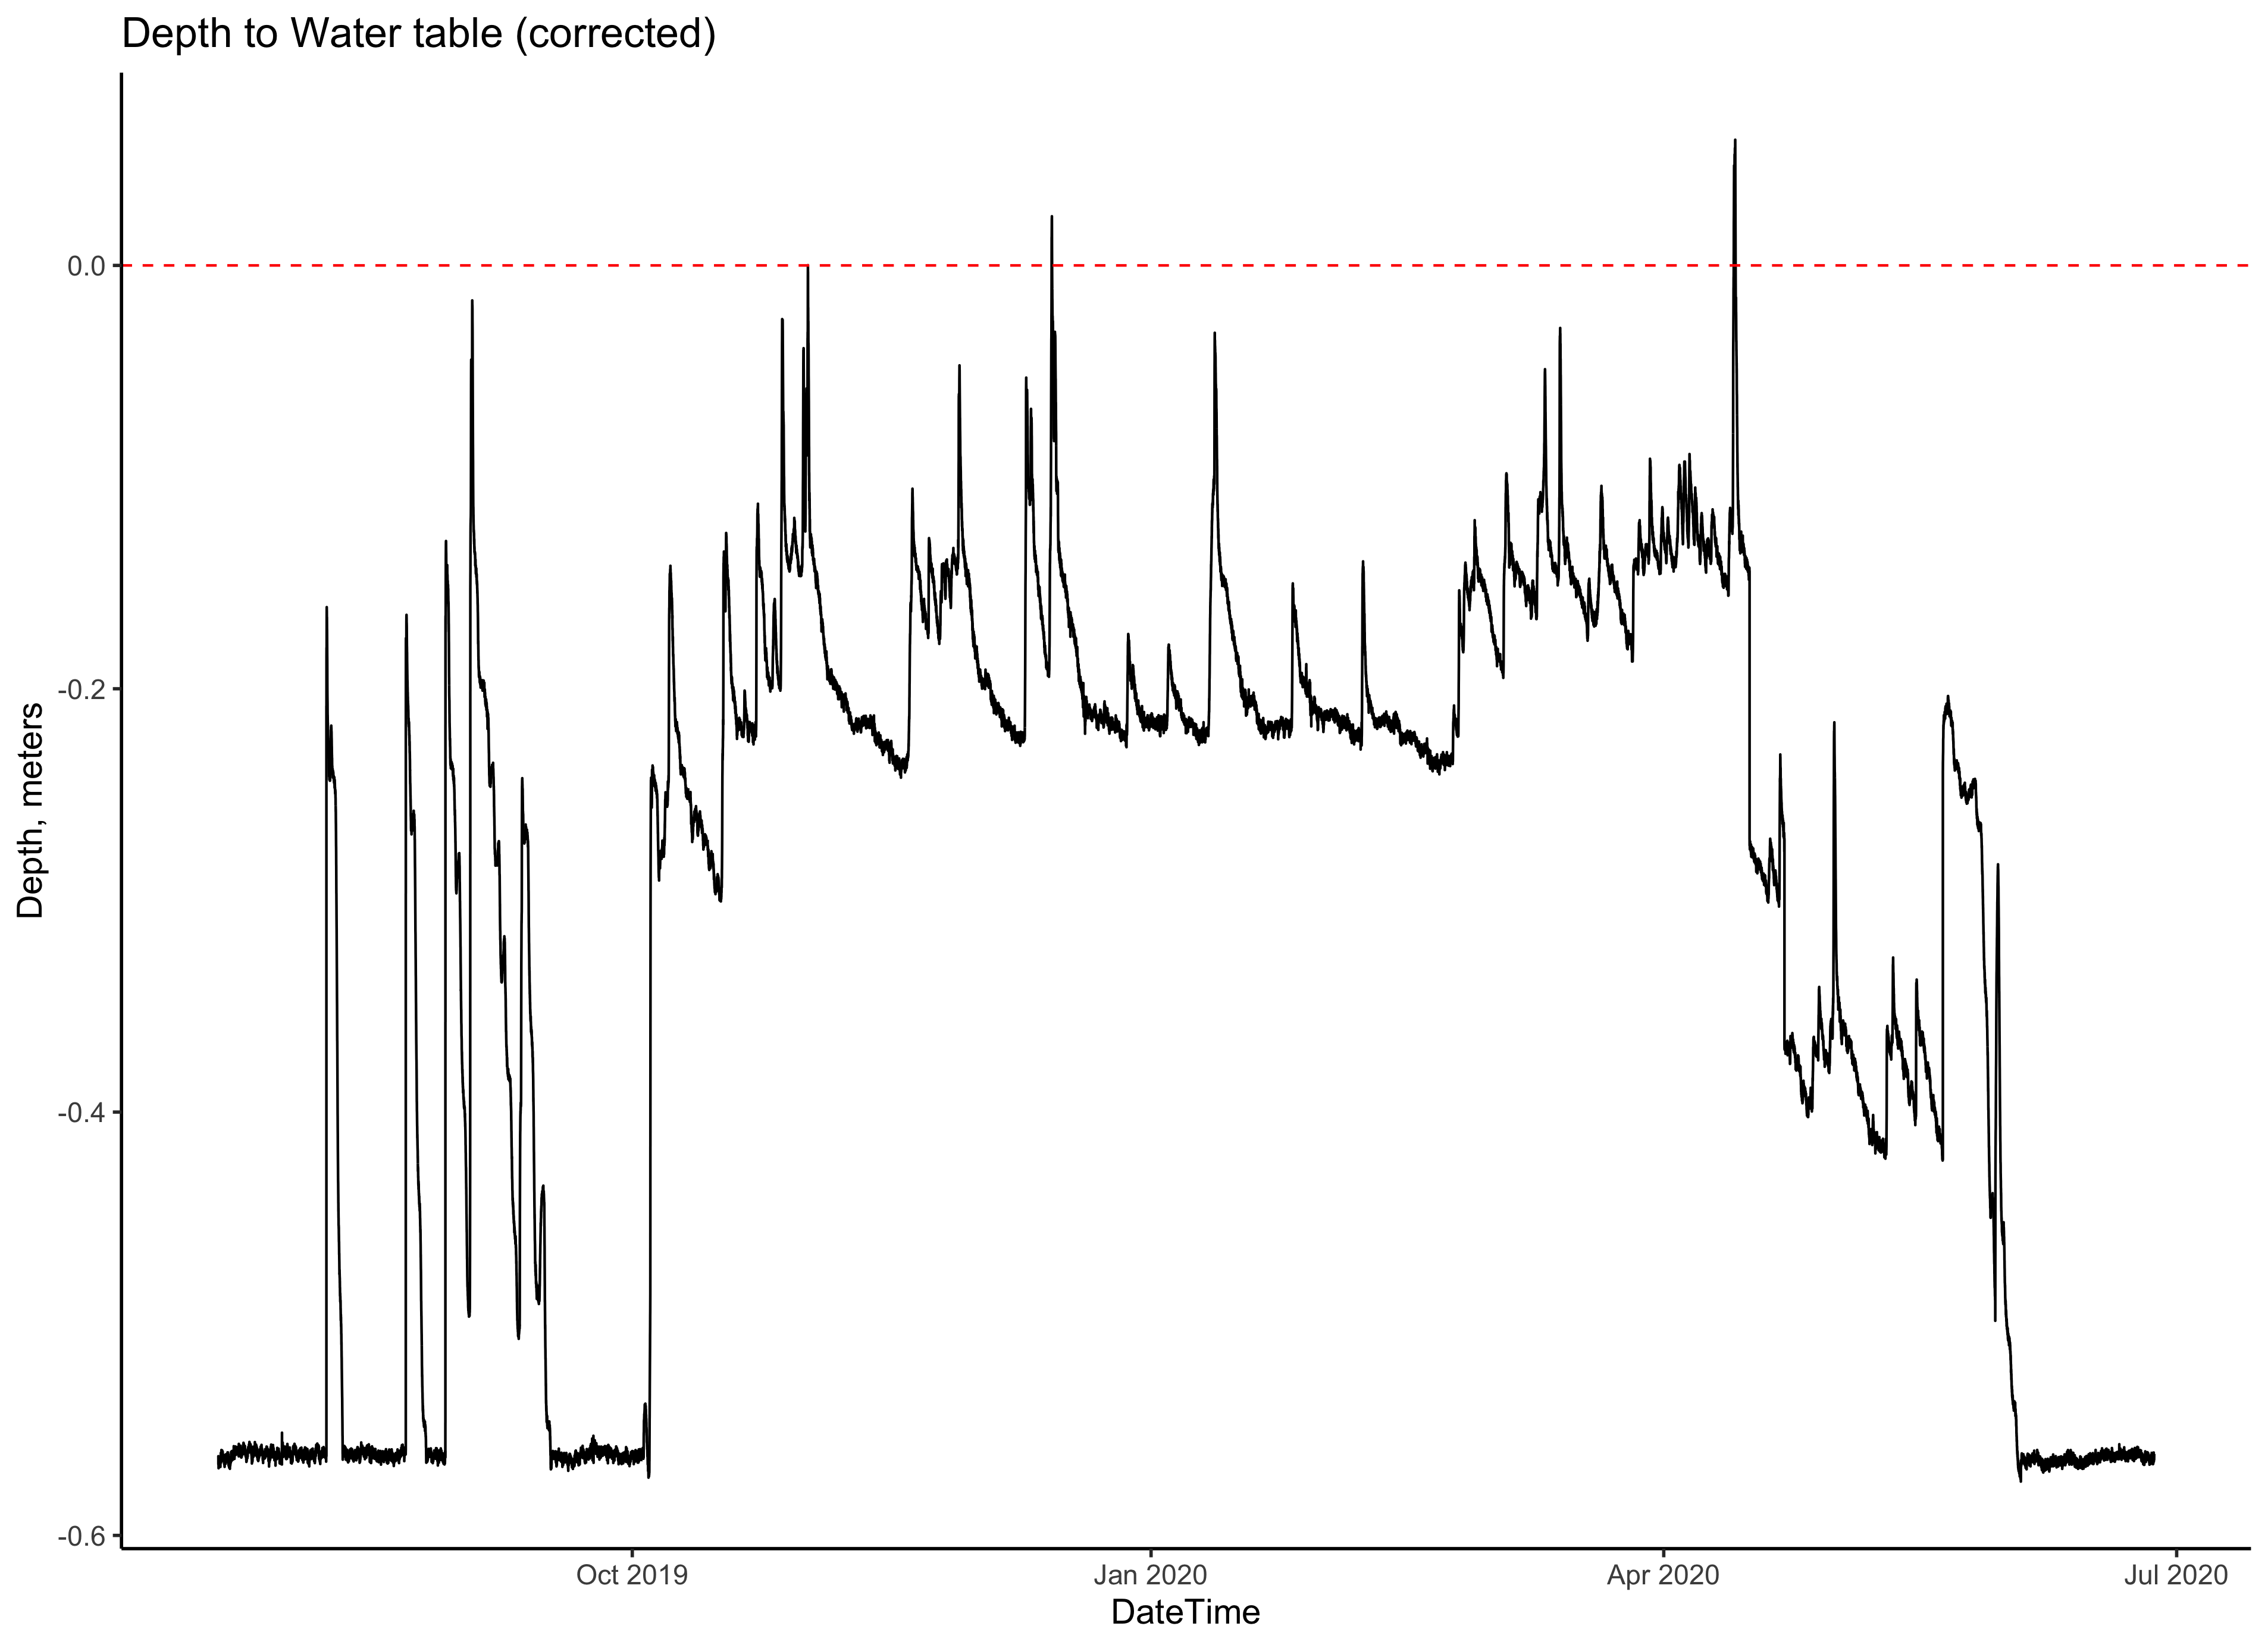 Depth to Water table (corrected)
Depth, meters
0.0
-0.2
-0.4
-0.6
Oct 2019
Jan 2020
Apr 2020
Jul 2020
DateTime